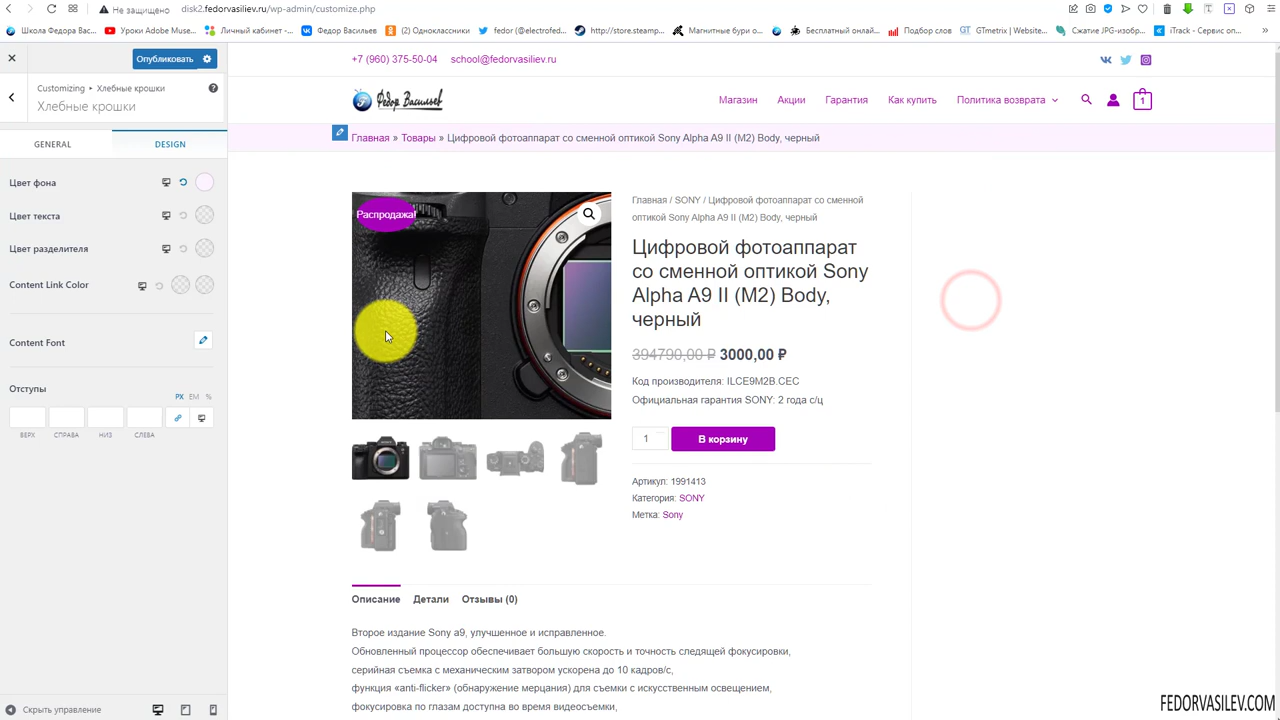 Не защищено
disk2.fedorvasiliev.ru/wp-admin/customize.php
Школа Федора Вас...
Уроки Adobe Muse...
Личный кабинет -...
Федор Васильев
(2) Одноклассники
fedor (@electrofed...
http://store.steamp...
Магнитные бури о...
Бесплатный онлай...
Подбор слов
GTmetrix | Website...
Сжатие JPG-изобр...
iTrack - Сервис оп...
Опубликовать
Customizing ▸ Хлебные крошки
Хлебные крошки
GENERAL
DESIGN
Цвет фона
Цвет текста
Цвет разделителя
Content Link Color
Content Font
Отступы
PX EM %
ВЕРХ СПРАВА НИЗ СЛЕВА
Скрыть управление
+7 (960) 375-50-04 school@fedorvasiliev.ru
Федор Васильев
Магазин Акции Гарантия Как купить Политика возврата
1
Главная » Товары » Цифровой фотоаппарат со сменной оптикой Sony Alpha A9 II (M2) Body, черный
Распродажа!
Главная / SONY / Цифровой фотоаппарат со сменной
оптикой Sony Alpha A9 II (M2) Body, черный
Цифровой фотоаппарат
со сменной оптикой Sony
Alpha A9 II (M2) Body,
черный
394790,00 ₽ 3000,00 ₽
Код производителя: ILCE9M2B.CEC
Официальная гарантия SONY: 2 года с/ц
1
В корзину
Артикул: 1991413
Категория: SONY
Метка: Sony
Описание Детали Отзывы (0)
Второе издание Sony a9, улучшенное и исправленное.
Обновленный процессор обеспечивает большую скорость и точность следящей фокусировки,
серийная съемка с механическим затвором ускорена до 10 кадров/с,
функция «anti-flicker» (обнаружение мерцания) для съемки с искусственным освещением,
фокусировка по глазам доступна во время видеосъемки,
FEDORVASILEV.COM